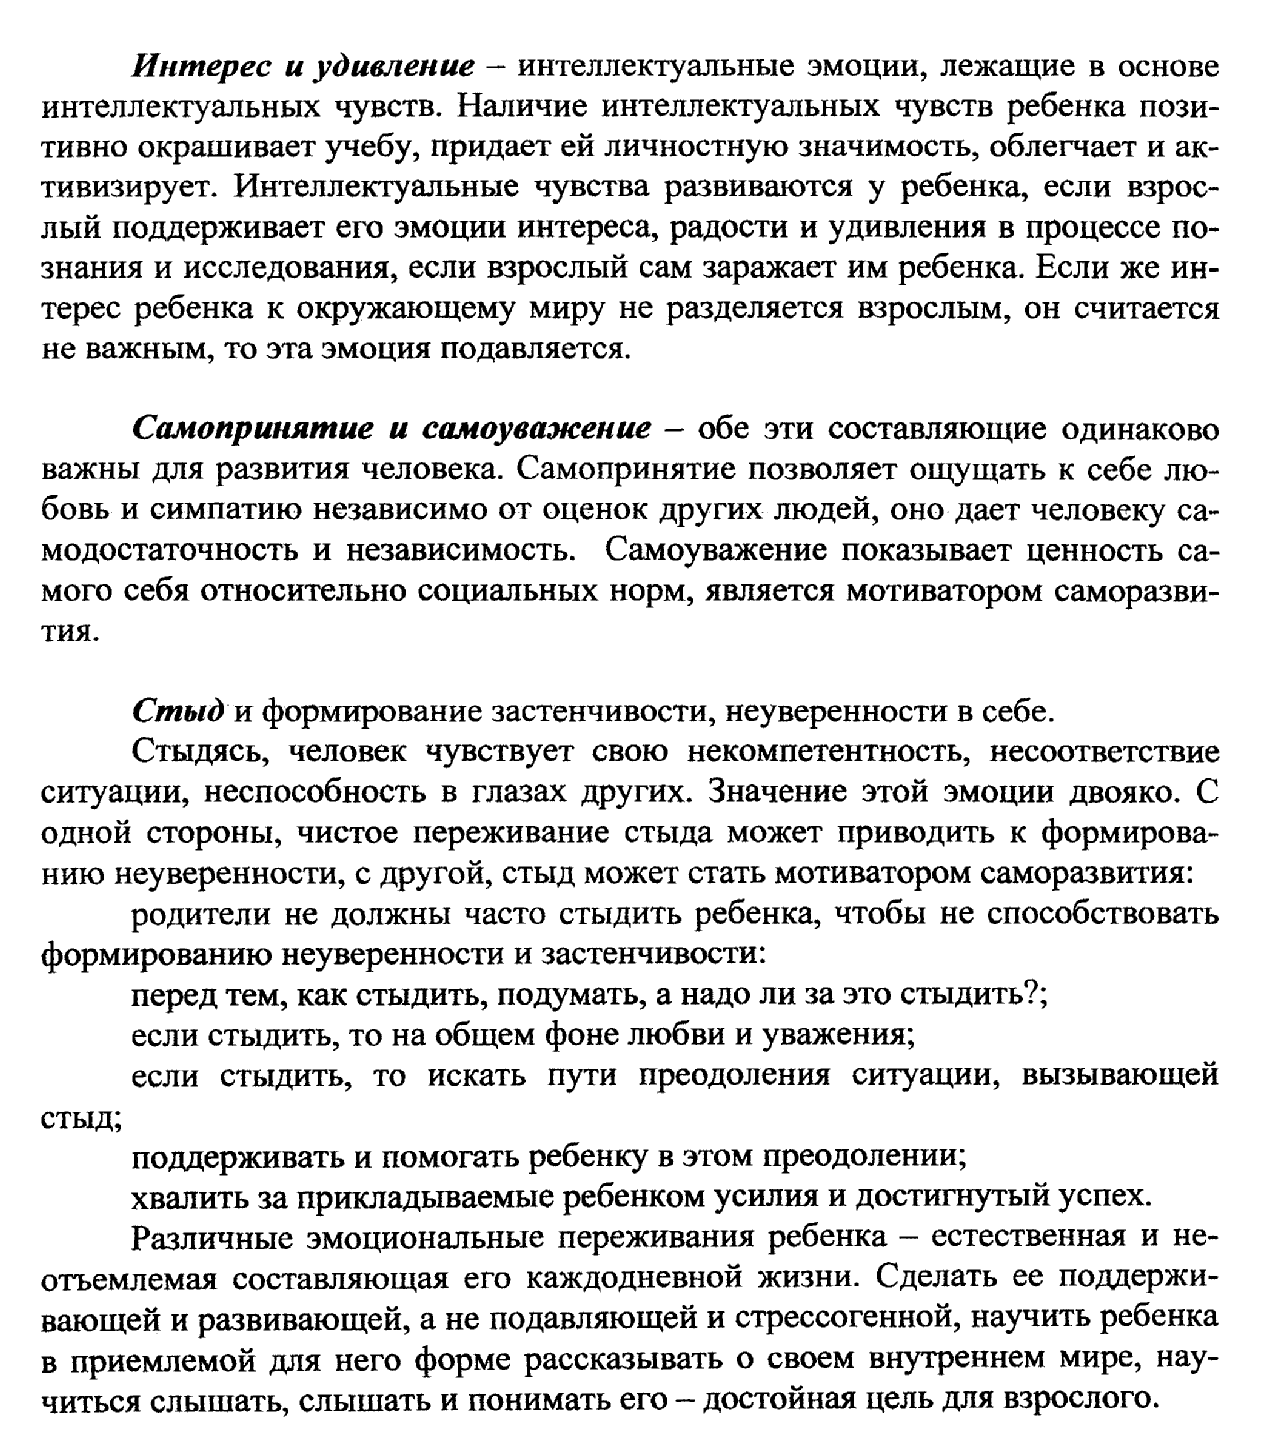 Интерес и удивление – интеллектуальные эмоции, лежащие в основе
интеллектуальных чувств. Наличие интеллектуальных чувств ребенка пози-
тивно окрашивает учебу, придает ей личностную значимость, облегчает и ак-
тивизирует. Интеллектуальные чувства развиваются у ребенка, если взрос-
лый поддерживает его эмоции интереса, радости и удивления в процессе по-
знания и исследования, если взрослый сам заражает им ребенка. Если же ин-
терес ребенка к окружающему миру не разделяется взрослым, он считается
не важным, то эта эмоция подавляется.
Самопринятие и самоуважение – обе эти составляющие одинаково
важны для развития человека. Самопринятие позволяет ощущать к себе лю-
бовь и симпатию независимо от оценок других людей, оно дает человеку са-
модостаточность и независимость. Самоуважение показывает ценность са-
мого себя относительно социальных норм, является мотиватором саморазви-
тия.
Стыд и формирование застенчивости, неуверенности в себе.
Стыдясь, человек чувствует свою некомпетентность, несоответствие
ситуации, неспособность в глазах других. Значение этой эмоции двояко. С
одной стороны, чистое переживание стыда может приводить к формирова-
нию неуверенности, с другой, стыд может стать мотиватором саморазвития:
родители не должны часто стыдить ребенка, чтобы не способствовать
формированию неуверенности и застенчивости:
перед тем, как стыдить, подумать, а надо ли за это стыдить?;
если стыдить, то на общем фоне любви и уважения;
если стыдить, то искать пути преодоления ситуации, вызывающей
стыд;
поддерживать и помогать ребенку в этом преодолении;
хвалить за прикладываемые ребенком усилия и достигнутый успех.
Различные эмоциональные переживания ребенка – естественная и не-
отъемлемая составляющая его каждодневной жизни. Сделать ее поддержи-
вающей и развивающей, а не подавляющей и стрессогенной, научить ребенка
в приемлемой для него форме рассказывать о своем внутреннем мире, нау-
читься слышать, слышать и понимать его – достойная цель для взрослого.